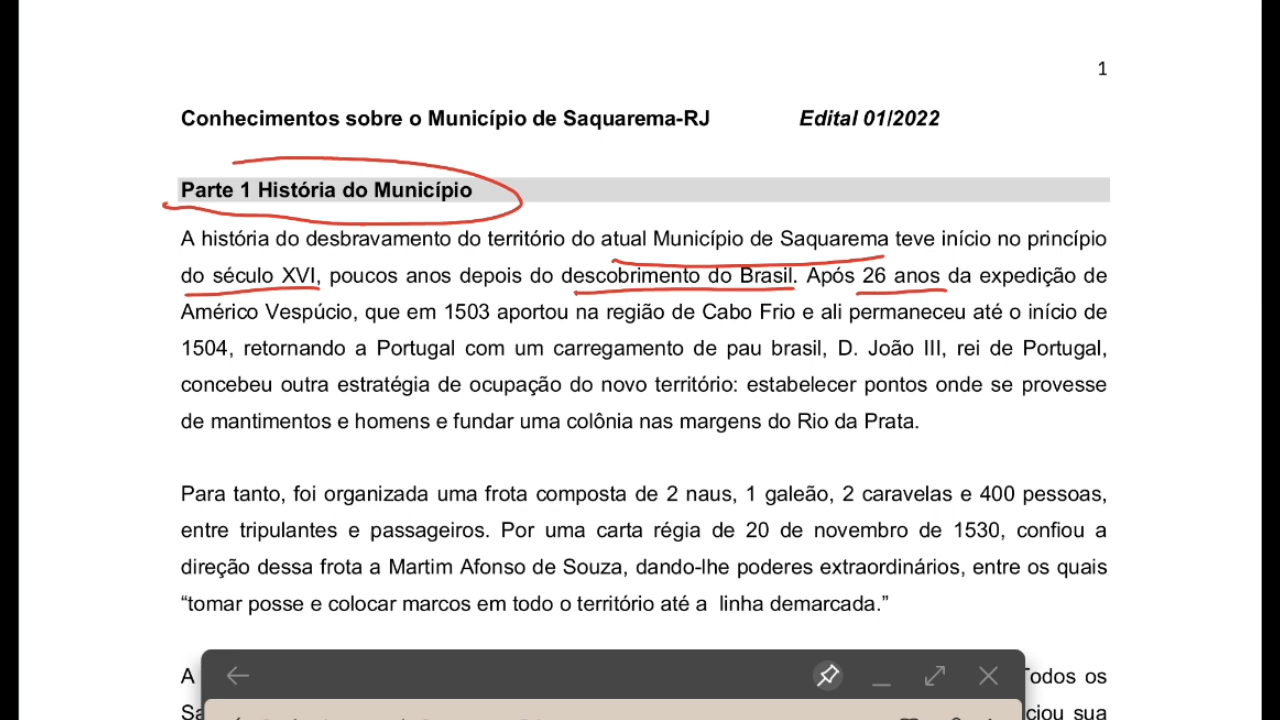 1
Conhecimentos sobre o Município de Saquarema-RJ Edital 01/2022
Parte 1 História do Município
A história do desbravamento do território do atual Município de Saquarema teve início no princípio
do século XVI, poucos anos depois do descobrimento do Brasil. Após 26 anos da expedição de
Américo Vespúcio, que em 1503 aportou na região de Cabo Frio e ali permaneceu até o início de
1504, retornando a Portugal com um carregamento de pau brasil, D. João III, rei de Portugal,
concebeu outra estratégia de ocupação do novo território: estabelecer pontos onde se provesse
de mantimentos e homens e fundar uma colônia nas margens do Rio da Prata.
Para tanto, foi organizada uma frota composta de 2 naus, 1 galeão, 2 caravelas e 400 pessoas,
entre tripulantes e passageiros. Por uma carta régia de 20 de novembro de 1530, confiou a
direção dessa frota a Martim Afonso de Souza, dando-lhe poderes extraordinários, entre os quais
“tomar posse e colocar marcos em todo o território até a linha demarcada.”
A Todos os
sua